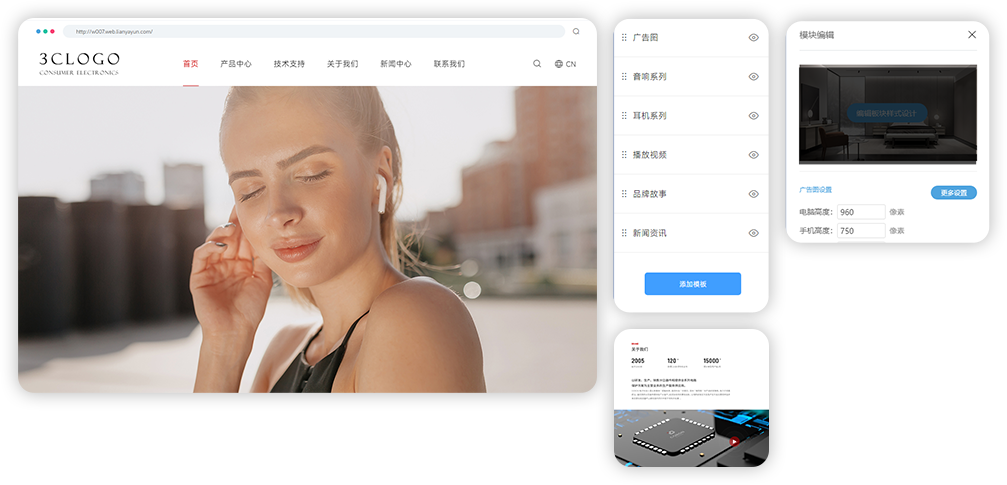 http://w007.web.tianyayun.com/
3CLOGO
CONSUMER ELECTRONICS
首页 产品中心 技术支持 关于我们 新闻中心 联系我们 CN
广告图
音响系列
耳机系列
播放视频
品牌故事
新闻资讯
添加模板
模块编辑
编辑板块样式设计
广告图设置 更多设置
电脑高度: 960 像素
手机高度: 750 像素
关于我们
2005 120+ 15000+